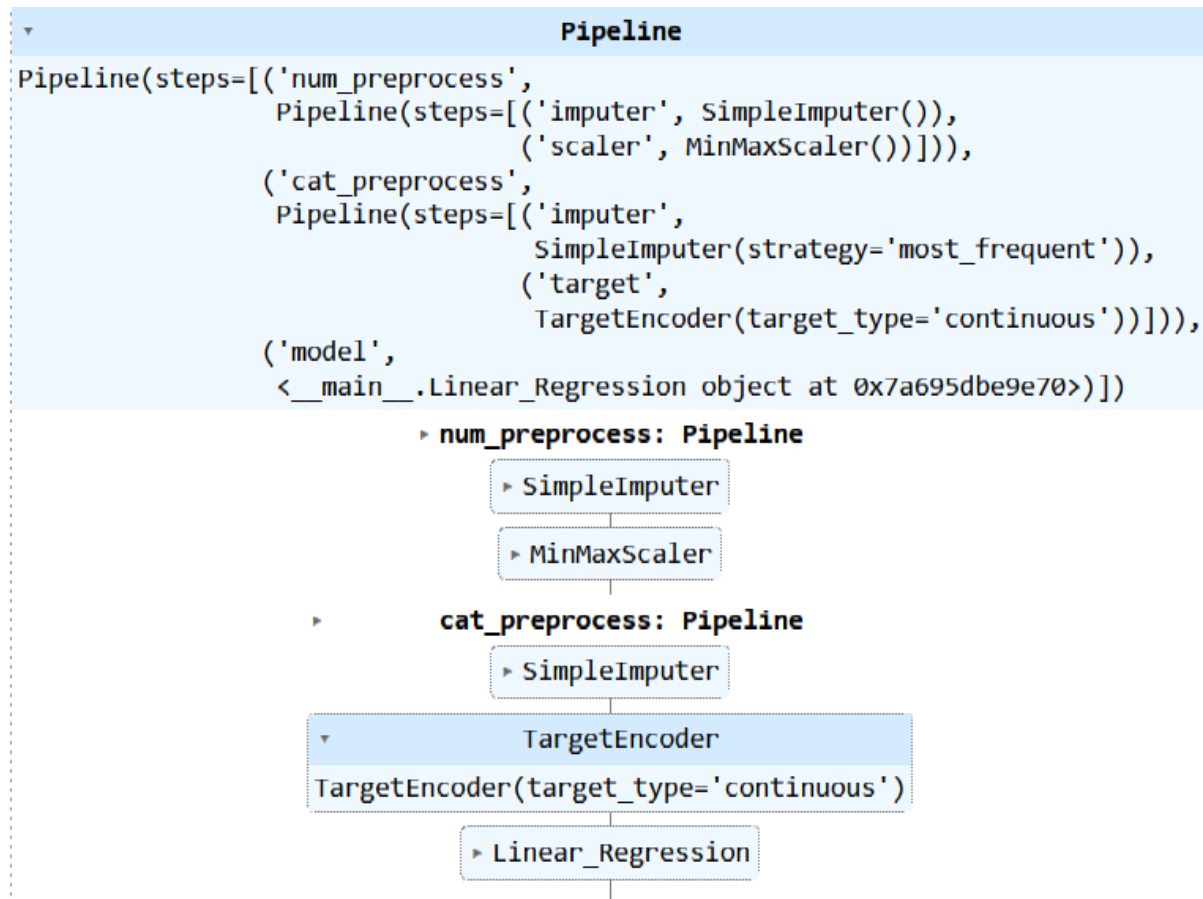 Pipeline
Pipeline(steps=[('num_preprocess',
Pipeline(steps=[('imputer', SimpleImputer()),
('scaler', MinMaxScaler())])),
('cat_preprocess',
Pipeline(steps=[('imputer',
SimpleImputer(strategy='most_frequent')),
('target',
TargetEncoder(target_type='continuous'))])),
('model',
<__main__.Linear_Regression object at 0x7a695dbe9e70>)])
num_preprocess: Pipeline
SimpleImputer
MinMaxScaler
cat_preprocess: Pipeline
SimpleImputer
TargetEncoder
TargetEncoder(target_type='continuous')
Linear_Regression